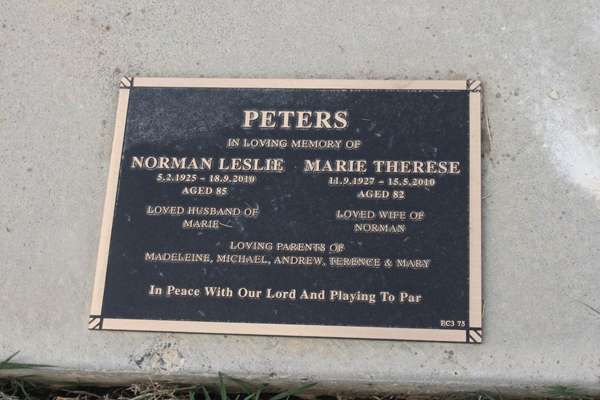 PETERS
IN LOVING MEMORY OF
NORMAN LESLIE MARIE THERESE
5.2.1925 – 18.9.2010 11.9.1927 – 15.5.2010
AGED 85 AGED 82
LOVED HUSBAND OF LOVED WIFE OF
MARIE NORMAN
LOVING PARENTS OF
MADELEINE, MICHAEL, ANDREW, TERENCE & MARY
In Peace With Our Lord And Playing To Par
EC3 75